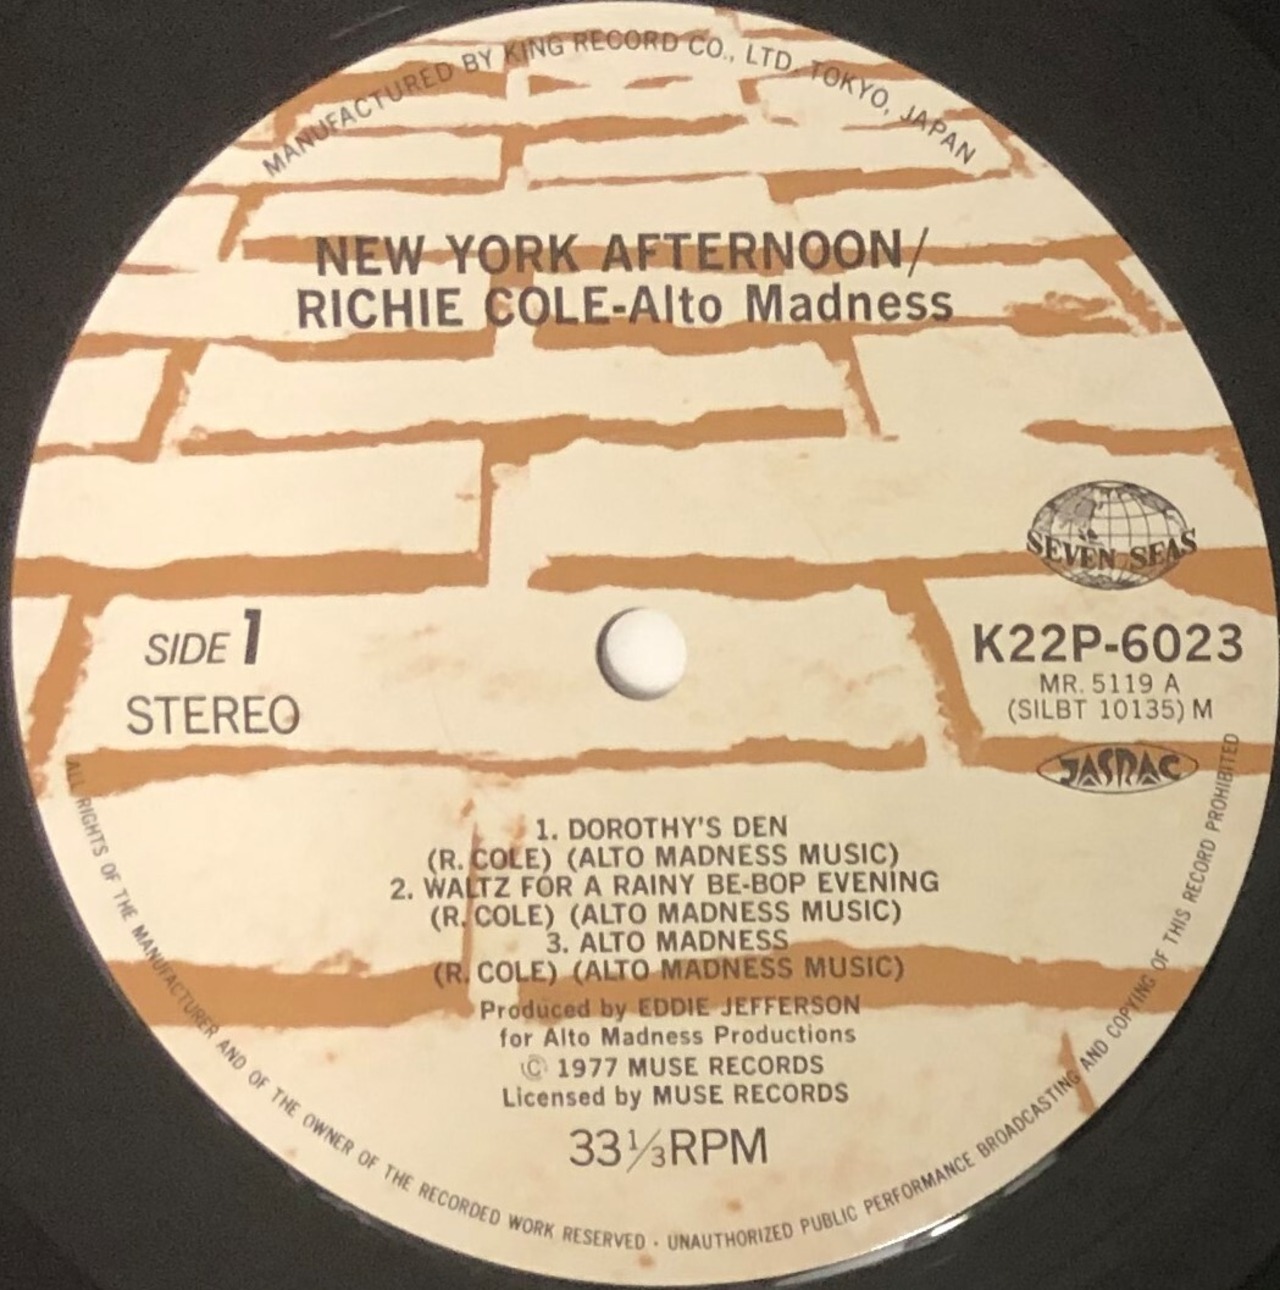 MANUFACTURED BY KING RECORD CO., LTD. TOKYO, JAPAN
NEW YORK AFTERNOON/
RICHIE COLE-Alto Madness
SEVEN SEAS
SIDE 1
STEREO
K22P-6023
MR. 5119 A
(SILBT 10135) M
JASRAC
1. DOROTHY'S DEN
(R. COLE) (ALTO MADNESS MUSIC)
2. WALTZ FOR A RAINY BE-BOP EVENING
(R. COLE) (ALTO MADNESS MUSIC)
3. ALTO MADNESS
(R. COLE) (ALTO MADNESS MUSIC)
Produced by EDDIE JEFFERSON
for Alto Madness Productions
© 1977 MUSE RECORDS
Licensed by MUSE RECORDS
33 1/3 RPM
ALL RIGHTS OF THE MANUFACTURER AND OF THE OWNER OF THE RECORDED WORK RESERVED · UNAUTHORIZED PUBLIC PERFORMANCE BROADCASTING AND COPYING OF THIS RECORD PROHIBITED